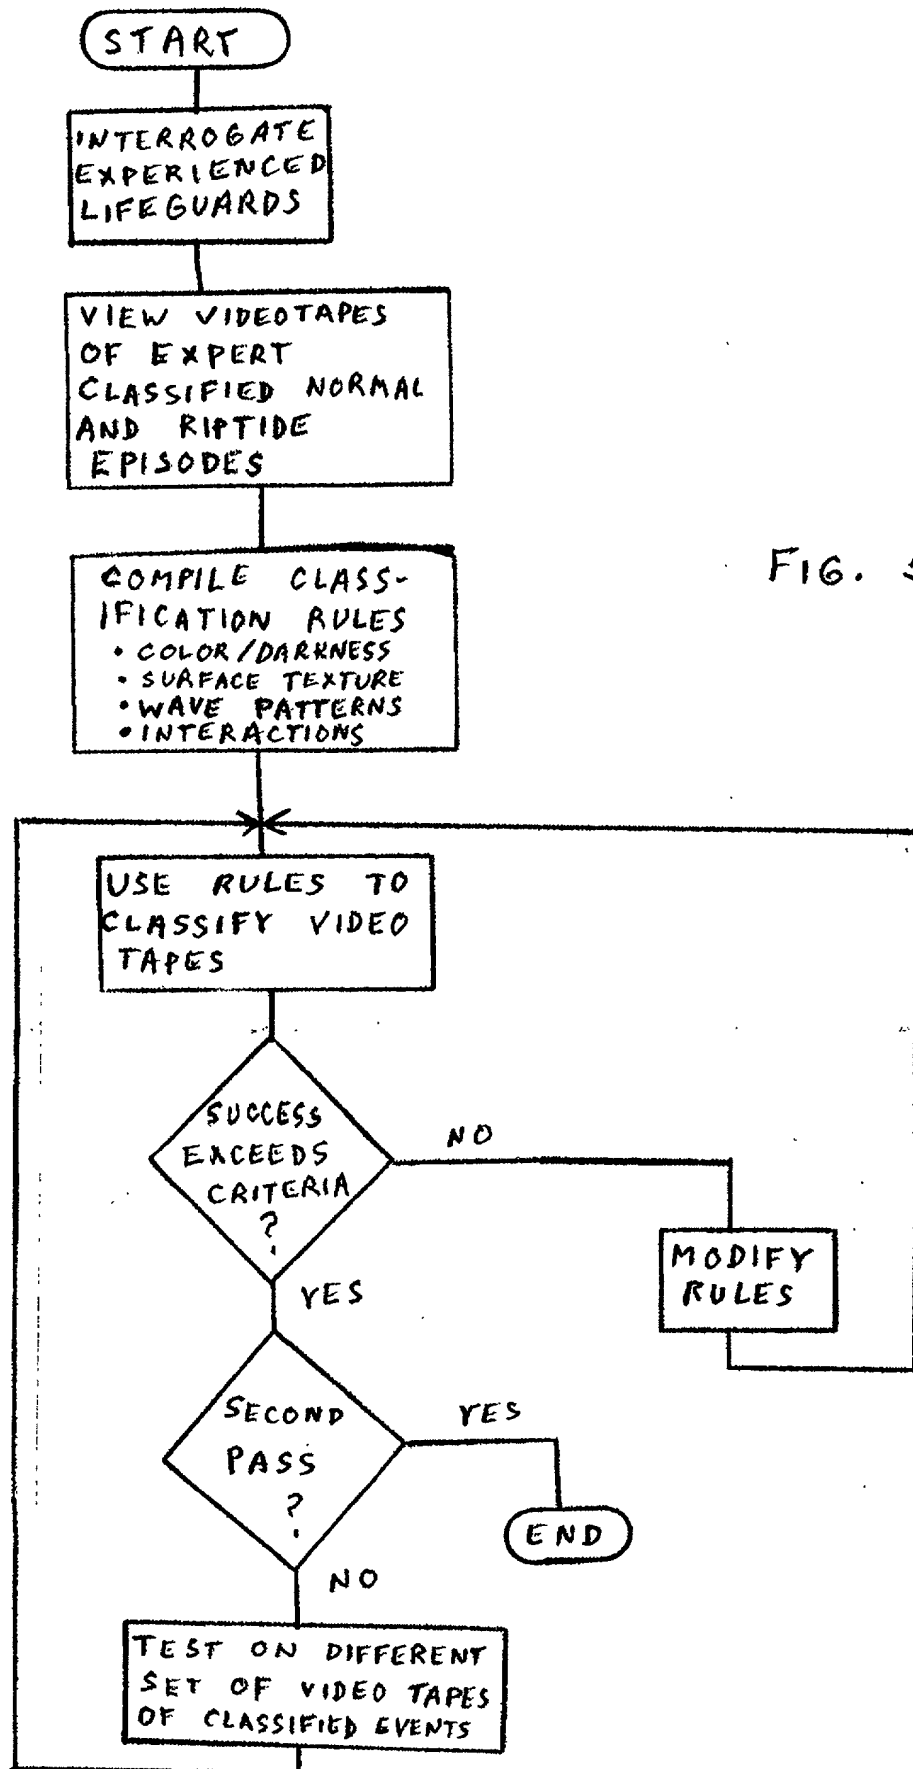 START
INTERROGATE
EXPERIENCED
LIFEGUARDS
VIEW VIDEOTAPES
OF EXPERT
CLASSIFIED NORMAL
AND RIPTIDE
EPISODES
COMPILE CLASS-
IFICATION RULES
• COLOR/DARKNESS
• SURFACE TEXTURE
• WAVE PATTERNS
• INTERACTIONS
FIG.
USE RULES TO
CLASSIFY VIDEO
TAPES
SUCCESS
EXCEEDS
CRITERIA
?
NO
MODIFY
RULES
YES
SECOND
PASS
?
YES
END
NO
TEST ON DIFFERENT
SET OF VIDEO TAPES
OF CLASSIFIED EVENTS